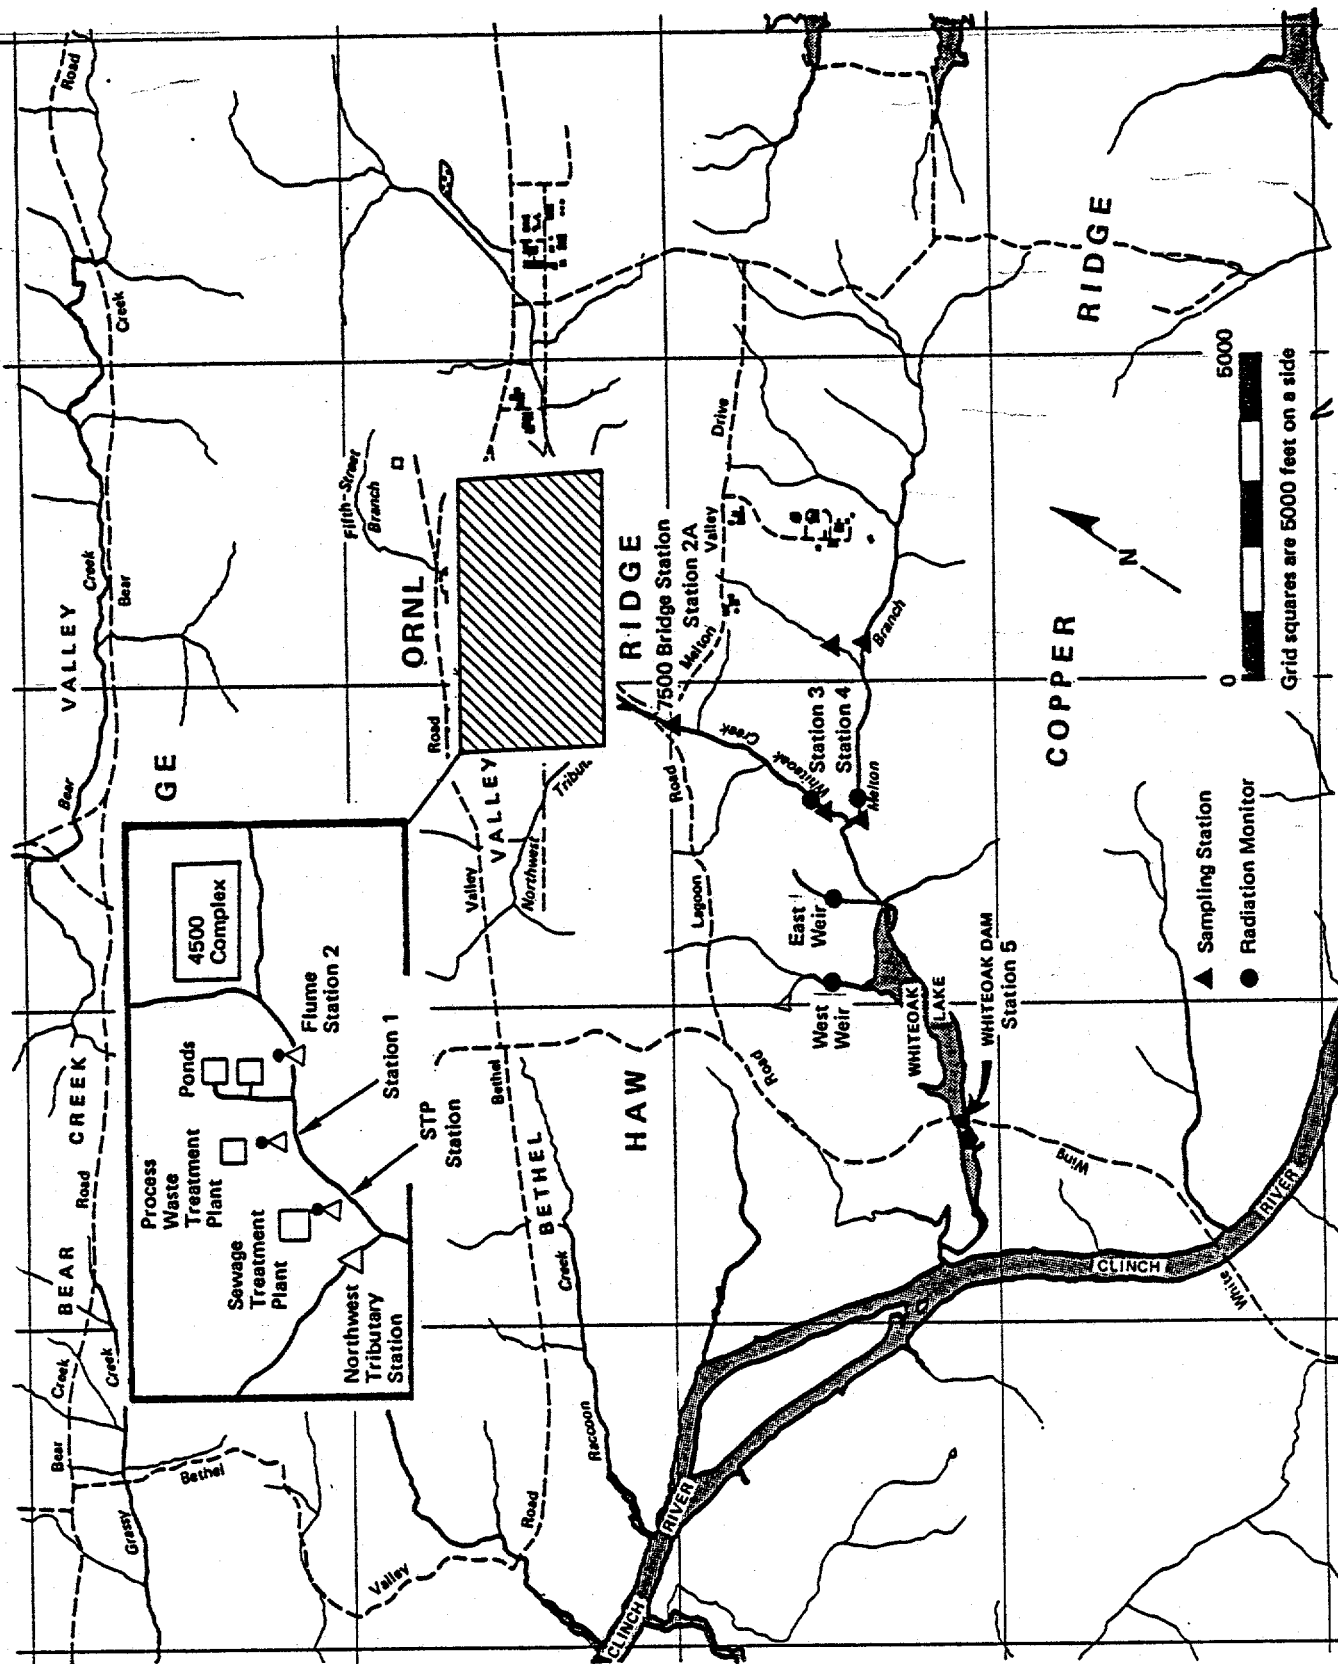 Road
Creek
Creek
Bear
VALLEY
Bear
GE
CREEK
Road
BEAR
Creek
Creek
Bear
Grassy
Bethel
Valley
Road
4500
Complex
Flume
Station 2
Ponds
Station 1
Process
Waste
Treatment
Plant
STP
Station
Sewage
Treatment
Plant
Northwest
Tributary
Station
Fifth-Street
Branch
ORNL
Road
VALLEY
Valley
Northwest
Tribut
Bethel
BETHEL
Creek
Raccoon
RIDGE
7500 Bridge Station
Station 2A
Melton
Valley
Drive
Road
Creek
Whiteoak
Station 3
Station 4
Melton
Branch
Lagoon
East
Weir
West
Weir
HAW
Road
WHITEOAK
LAKE
WHITEOAK DAM
Station 5
Wing
White
RIVER
CLINCH
RIVER
CLINCH
RIDGE
COPPER
N
0
5000
Grid squares are 5000 feet on a side
Sampling Station
Radiation Monitor